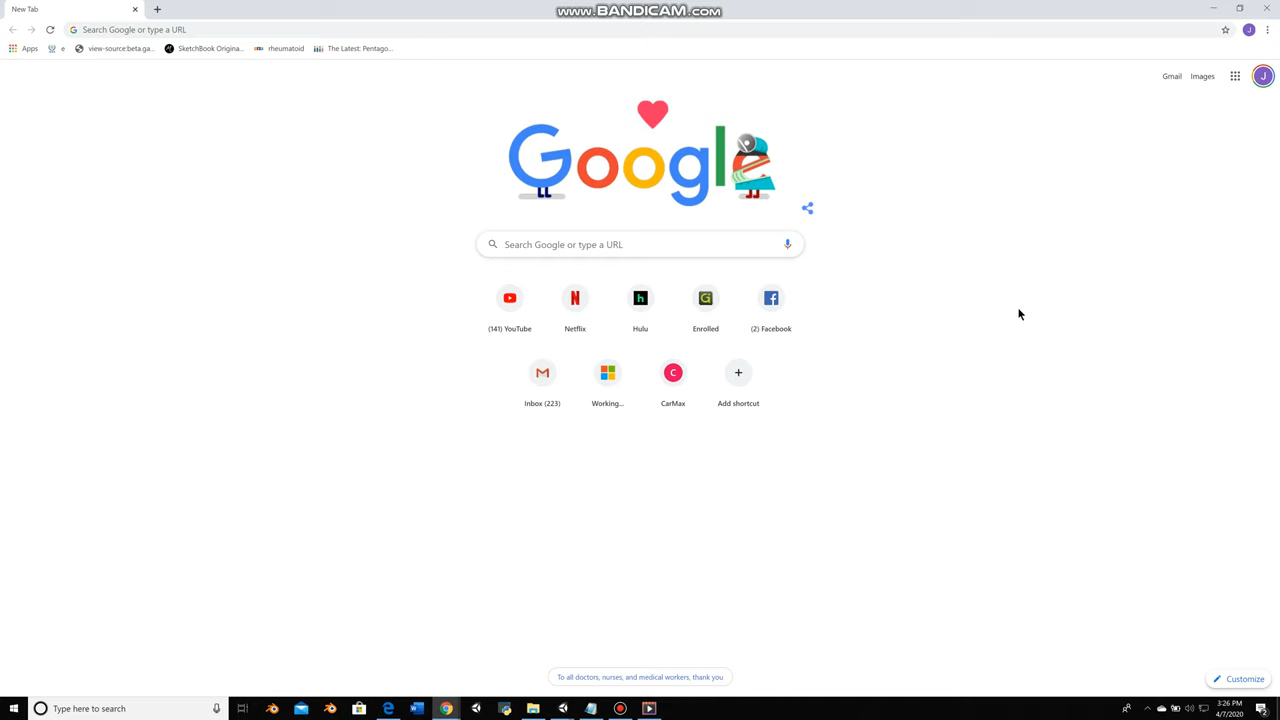 New Tab
www.BANDICAM.com
Search Google or type a URL
J
Apps
e
view-source:beta.ga...
SketchBook Origina...
rheumatoid
The Latest: Pentago...
Gmail
Images
J
Google
Search Google or type a URL
(141) YouTube
Netflix
Hulu
Enrolled
(2) Facebook
Inbox (223)
Working...
CarMax
Add shortcut
To all doctors, nurses, and medical workers, thank you
Customize
Type here to search
3:26 PM
4/7/2020